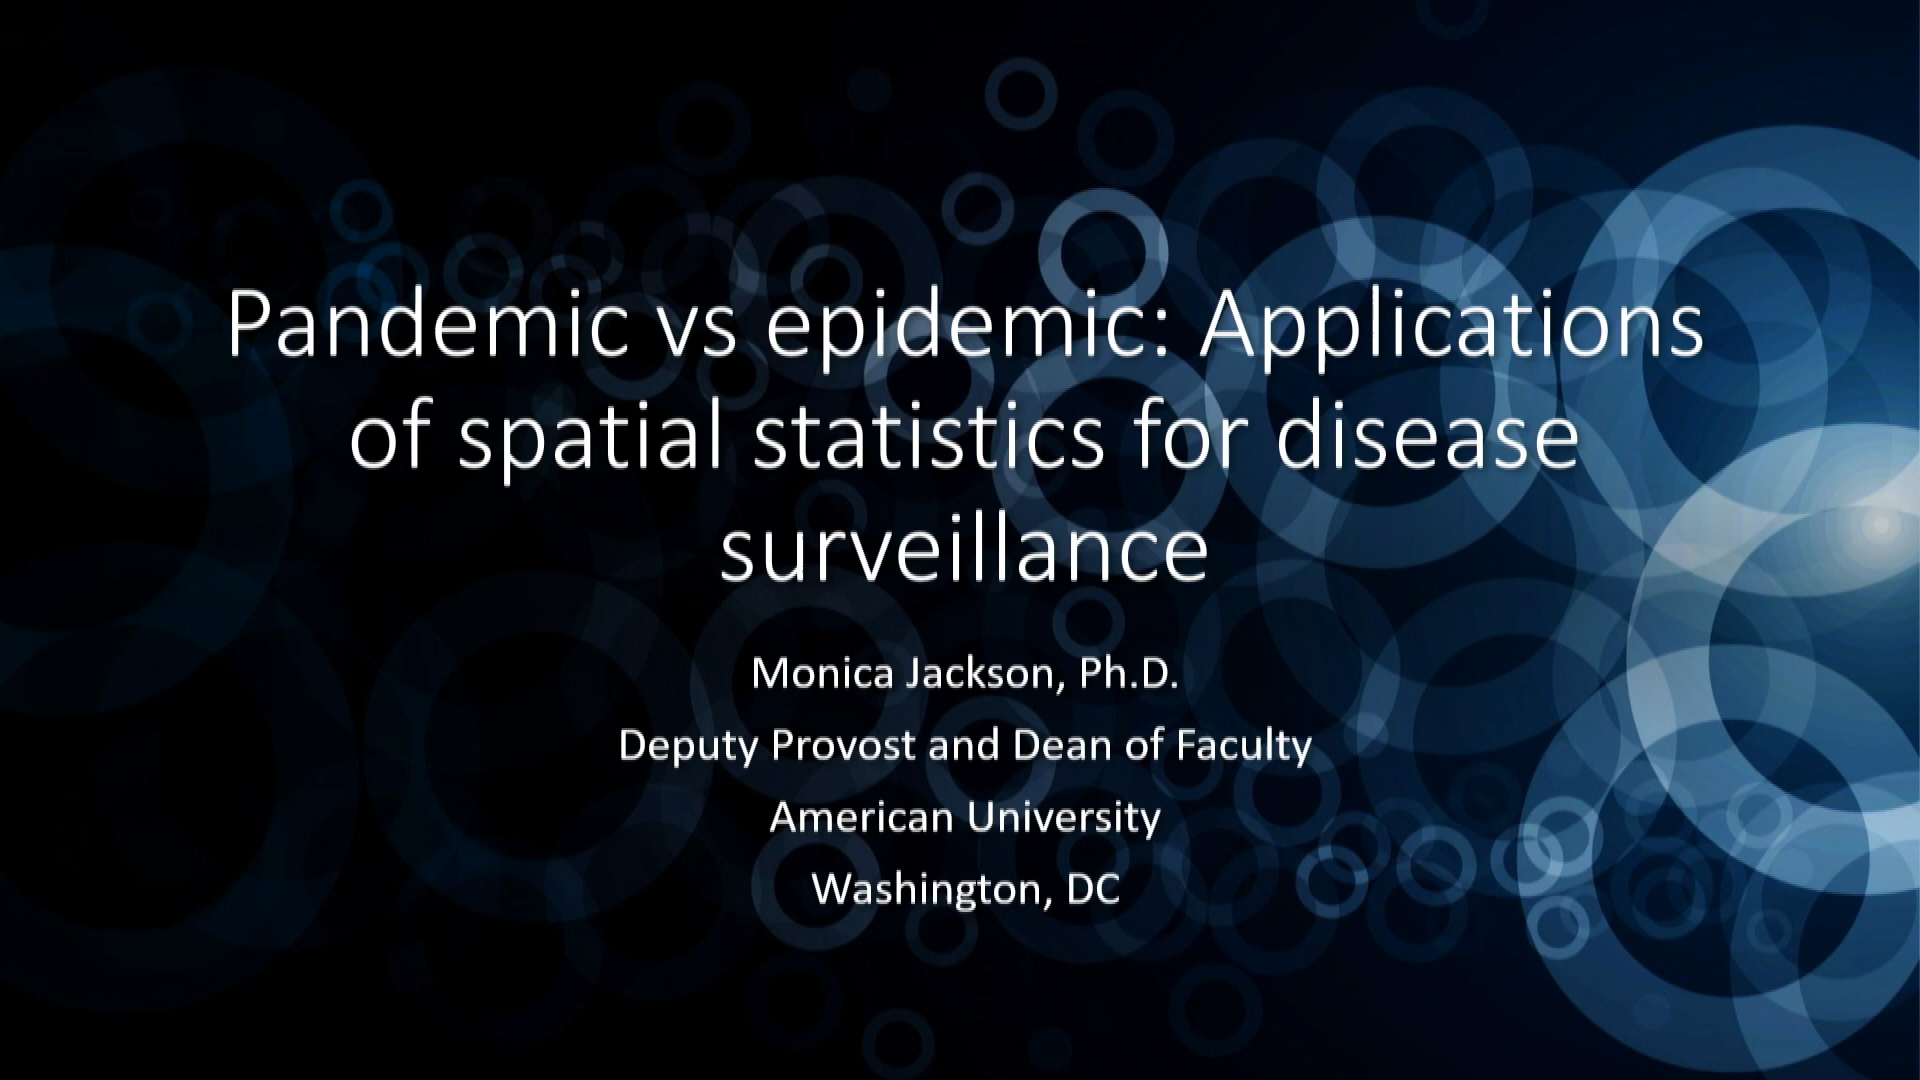 Pandemic vs epidemic: Applications
of spatial statistics for disease
surveillance
Monica Jackson, Ph.D.
Deputy Provost and Dean of Faculty
American University
Washington, DC